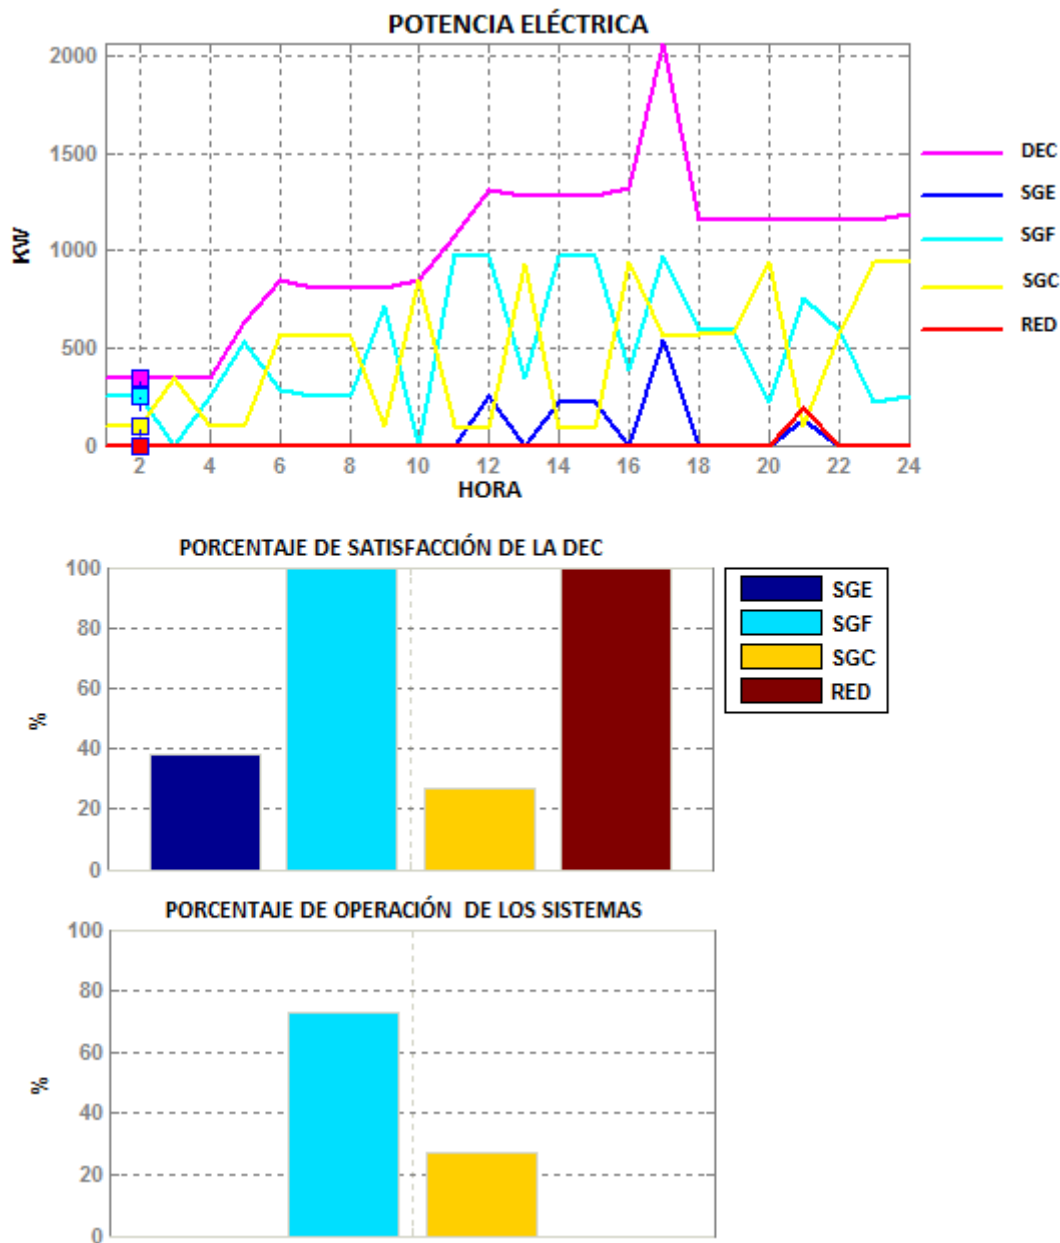 POTENCIA ELÉCTRICA
2000
1500
1000
500
0
KW
2 4 6 8 10 12 14 16 18 20 22 24
HORA
DEC
SGE
SGF
SGC
RED
PORCENTAJE DE SATISFACCIÓN DE LA DEC
100
80
60
40
20
0
%
SGE
SGF
SGC
RED
PORCENTAJE DE OPERACIÓN DE LOS SISTEMAS
100
80
60
40
20
0
%